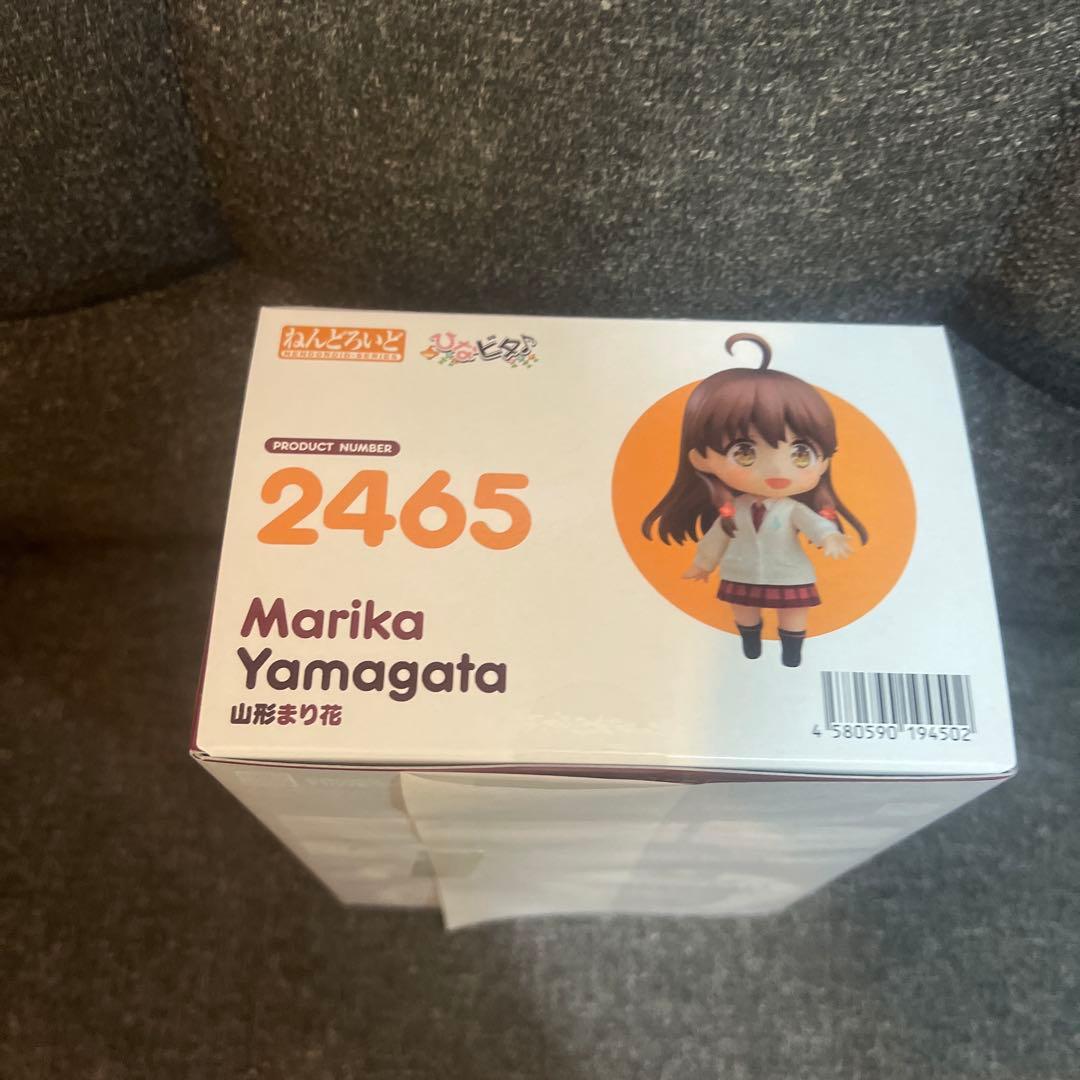 ねんどろいど
NENDOROID SERIES
ひなビタ♪
PRODUCT NUMBER
2465
Marika
Yamagata
山形まり花
4 580590 194502